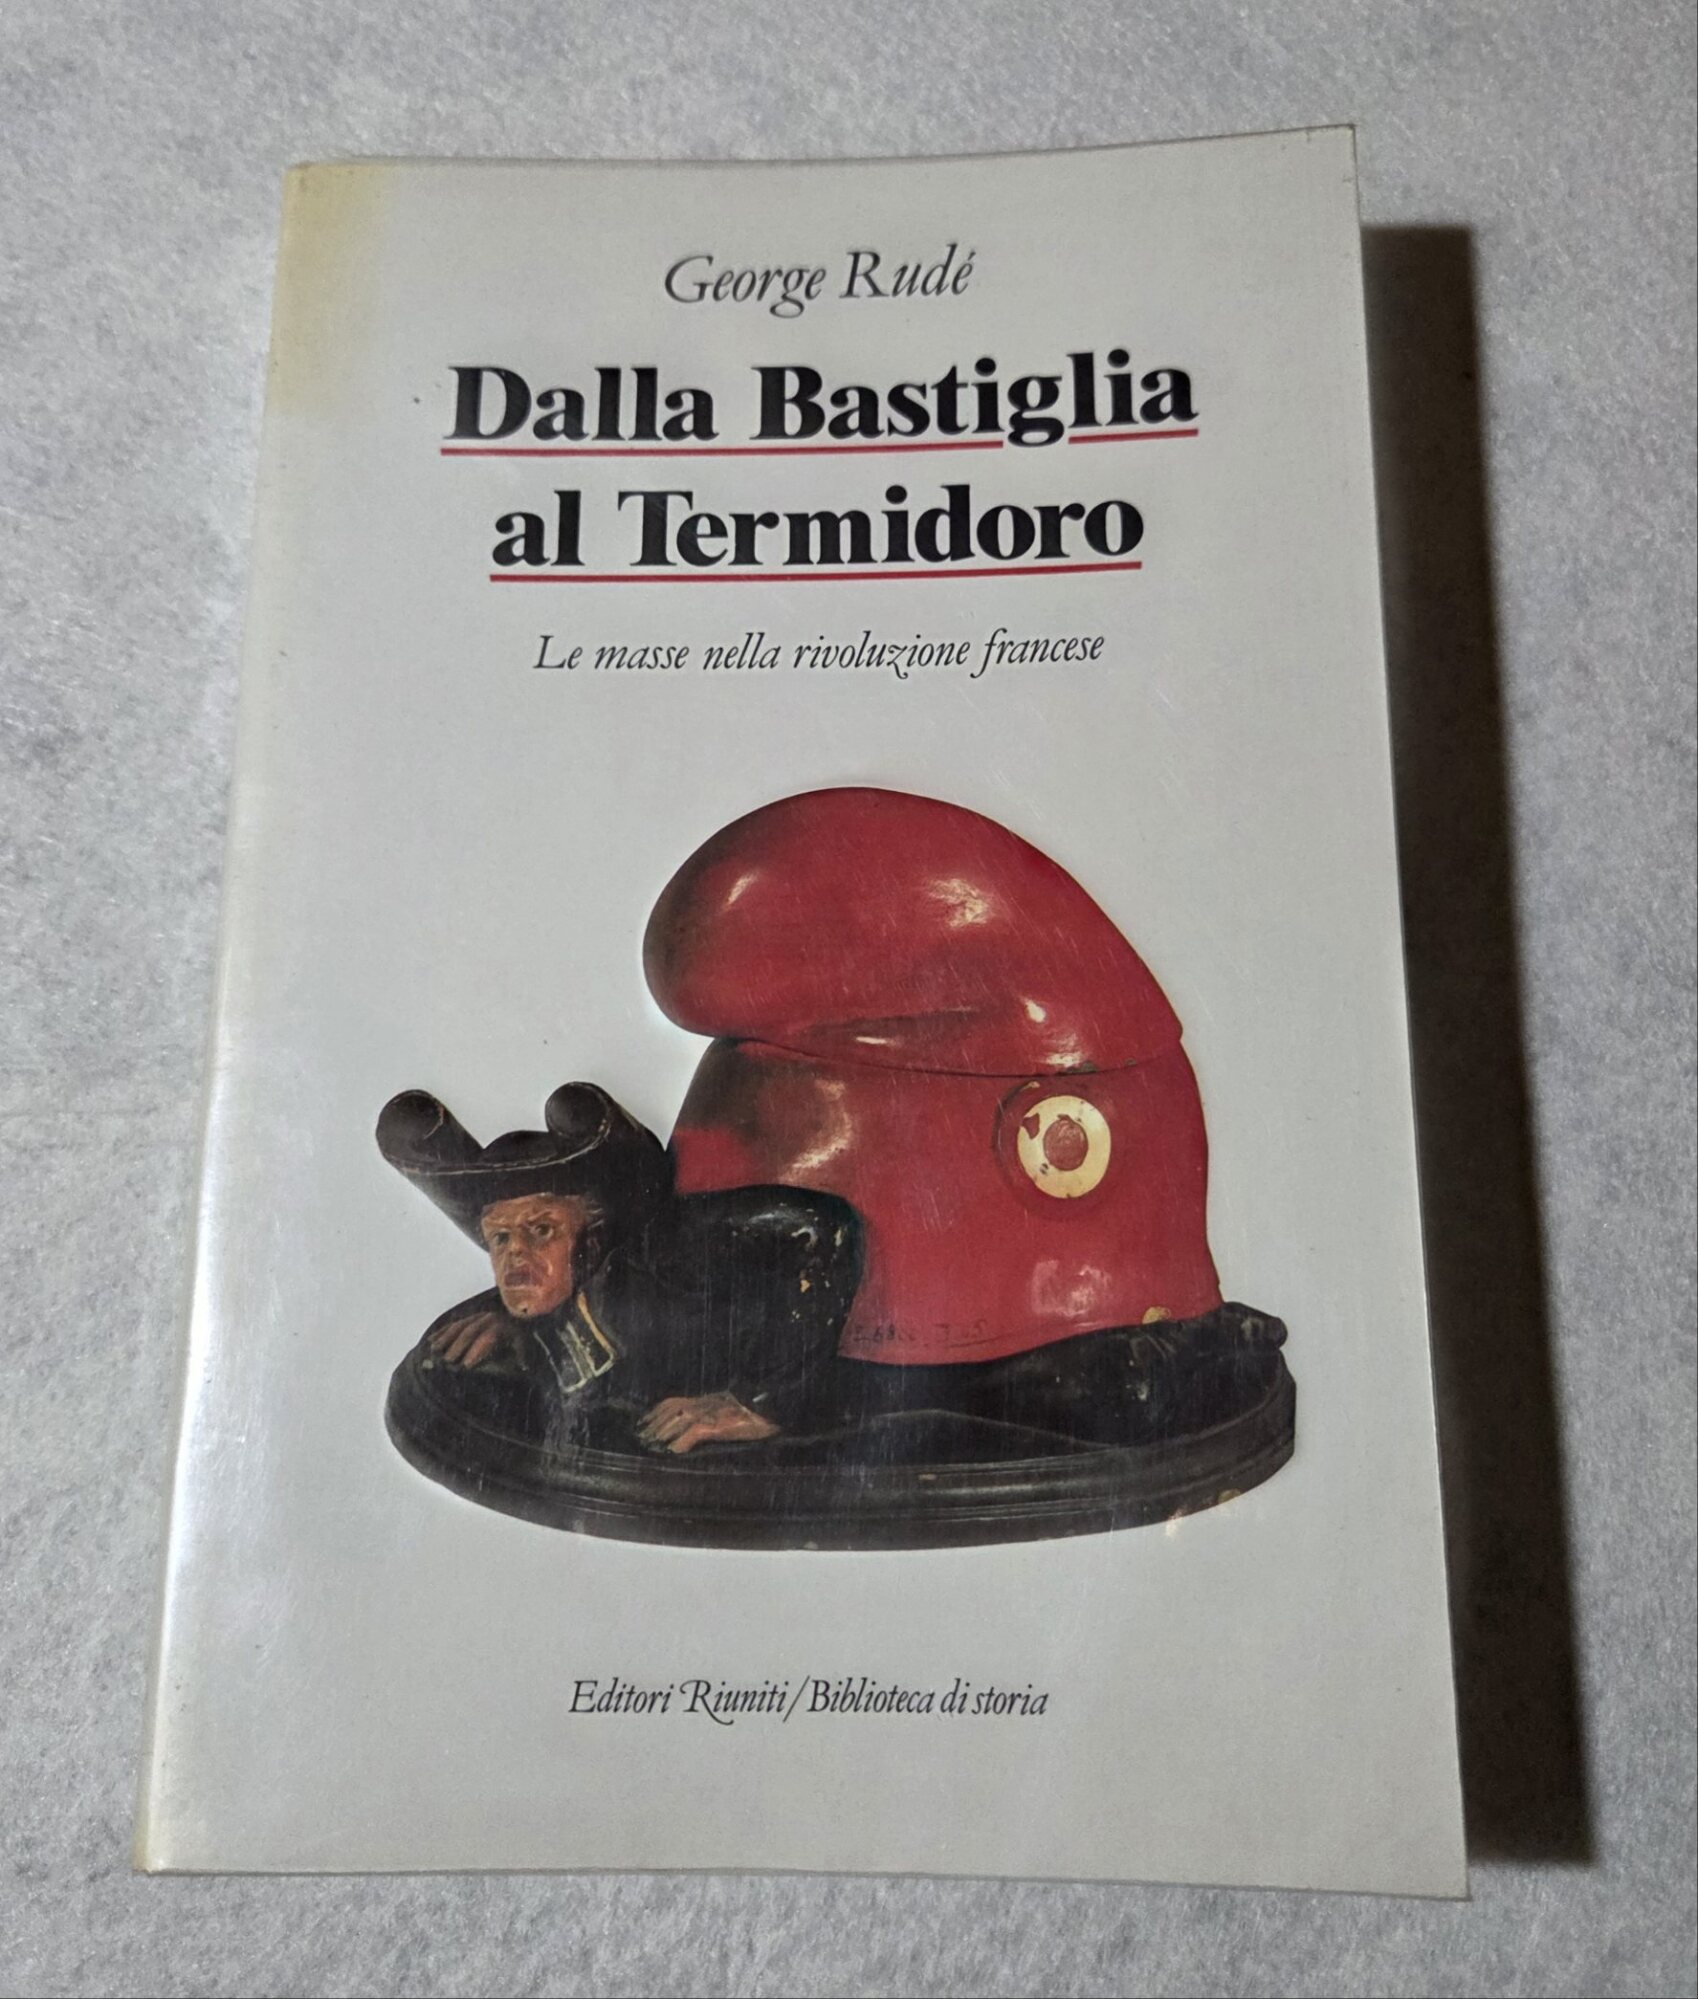 George Rudé
Dalla Bastiglia
al Termidoro
Le masse nella rivoluzione francese
Editori Riuniti/Biblioteca di storia